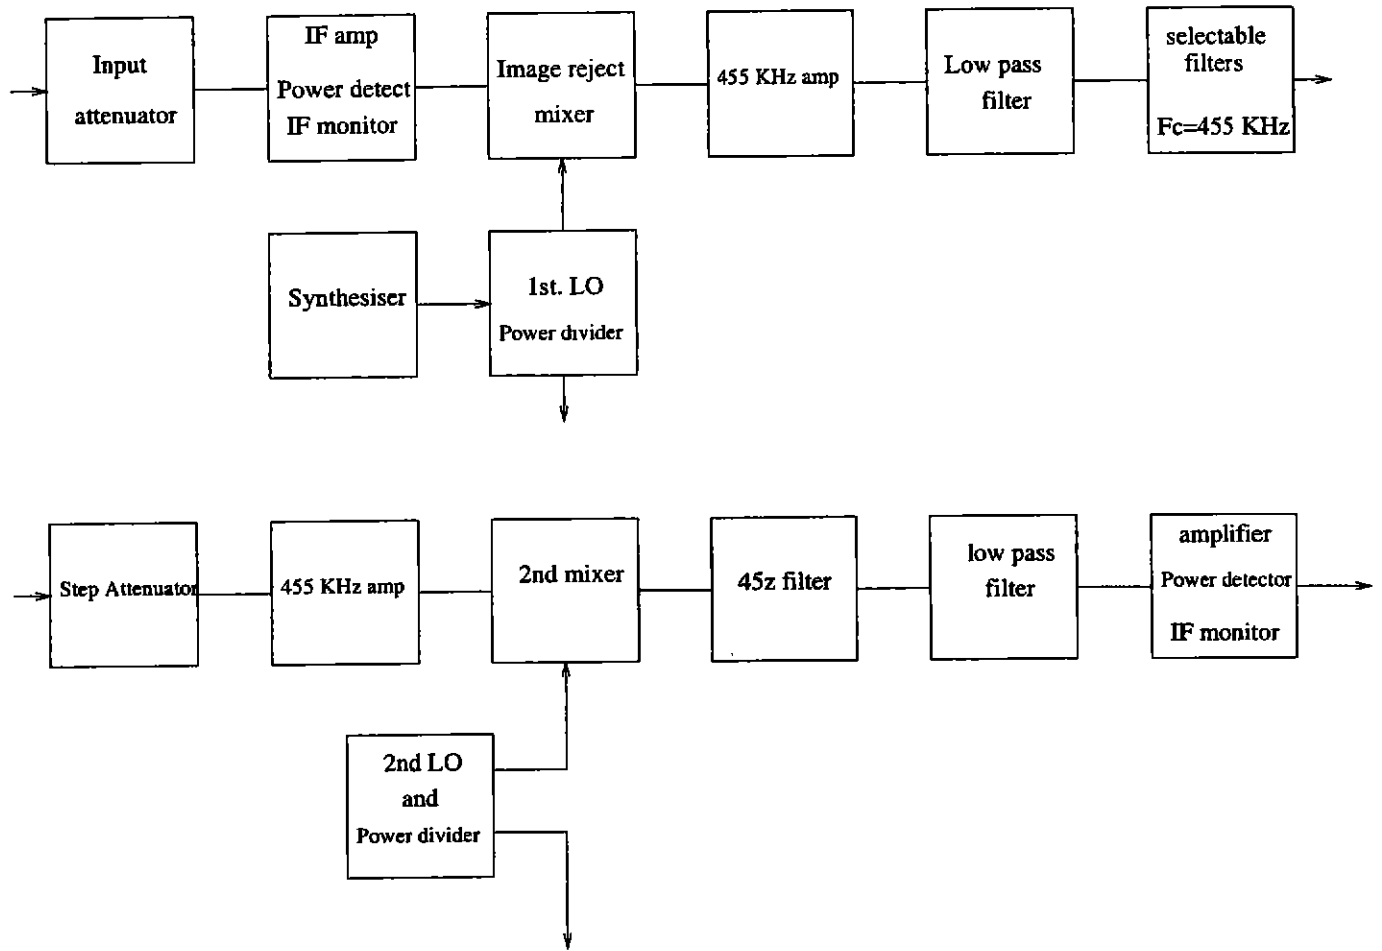 Input
attenuator
IF amp
Power detect
IF monitor
Image reject
mixer
455 KHz amp
Low pass
filter
selectable
filters
Fc=455 KHz
Synthesiser
1st. LO
Power divider
Step Attenuator
455 KHz amp
2nd mixer
45z filter
low pass
filter
amplifier
Power detector
IF monitor
2nd LO
and
Power divider